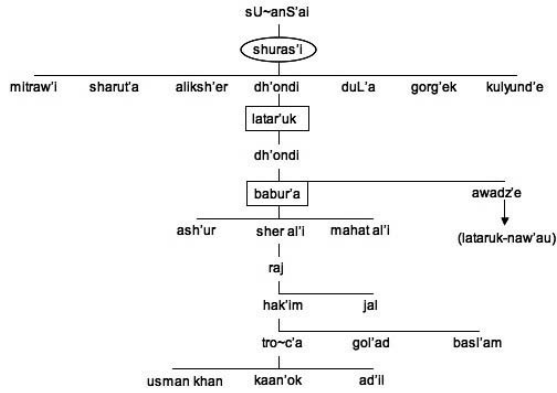 sU~anS'ai
shuras'i
mitraw'i sharut'a aliksh'er dh'ondi duL'a gorg'ek kulyund'e
latar'uk
dh'ondi
babur'a awadz'e
ash'ur sher al'i mahat al'i
(lataruk-naw'au)
raj
hak'im jal
tro~c'a gol'ad basl'am
usman khan kaan'ok ad'il